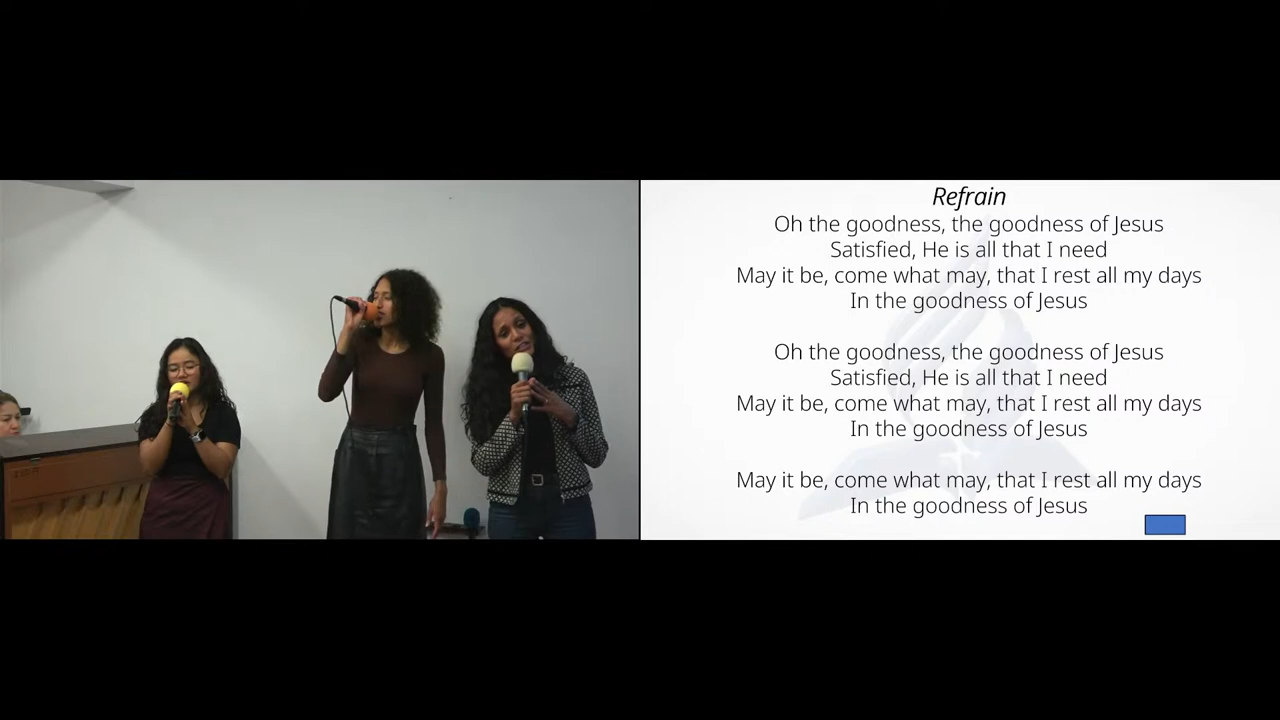 Refrain
Oh the goodness, the goodness of Jesus
Satisfied, He is all that I need
May it be, come what may, that I rest all my days
In the goodness of Jesus
Oh the goodness, the goodness of Jesus
Satisfied, He is all that I need
May it be, come what may, that I rest all my days
In the goodness of Jesus
May it be, come what may, that I rest all my days
In the goodness of Jesus